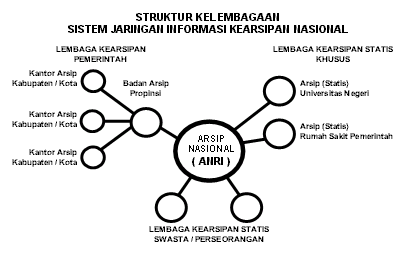 STRUKTUR KELEMBAGAAN
SISTEM JARINGAN INFORMASI KEARSIPAN NASIONAL
LEMBAGA KEARSIPAN
PEMERINTAH
LEMBAGA KEARSIPAN STATIS
KHUSUS
Kantor Arsip
Kabupaten / Kota
Badan Arsip
Propinsi
Kantor Arsip
Kabupaten / Kota
Kantor Arsip
Kabupaten / Kota
ARSIP
NASIONAL
( ANRI )
Arsip (Statis)
Universitas Negeri
Arsip (Statis)
Rumah Sakit Pemerintah
LEMBAGA KEARSIPAN STATIS
SWASTA / PERSEORANGAN